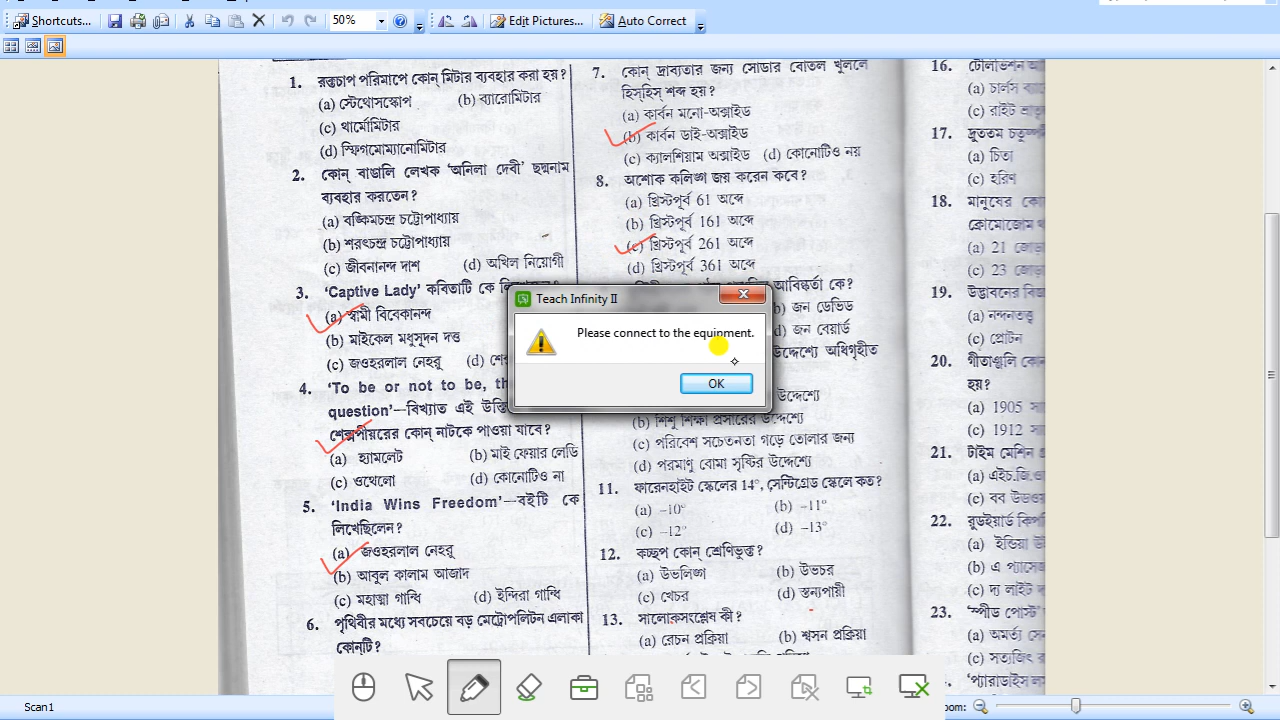 Shortcuts...
50%
Edit Pictures...
Auto Correct
1. রক্তচাপ পরিমাপে কোন্ মিটার ব্যবহার করা হয়?
(a) স্টেথোসস্কোপ (b) ব্যারোমিটার
(c) থার্মোমিটার
(d) স্ফিগমোম্যানোমিটার
2. কোন্ বাঙালি লেখক 'অনিলা দেবী' ছদ্মনাম
ব্যবহার করতেন?
(a) বঙ্কিমচন্দ্র চট্টোপাধ্যায়
(b) শরৎচন্দ্র চট্টোপাধ্যায়
(c) জীবনানন্দ দাশ (d) অখিল নিয়োগী
3. 'Captive Lady' কবিতাটি কে
(a) স্বামী বিবেকানন্দ
(b) মাইকেল মধুসূদন দত্ত
(c) জওহরলাল নেহরু (d)
4. 'To be or not to be,
question'—বিখ্যাত এই
শেক্সপীয়রের কোন্ নাটকে পাওয়া যাবে?
(a) হ্যামলেট (b) মাই ফেয়ার লেডি
(c) ওথেলো (d) কোনোটিও না
5. 'India Wins Freedom'—বইটি কে
লিখেছিলেন?
(a) জওহরলাল নেহরু
(b) আবুল কালাম আজাদ
(c) মহাত্মা গান্ধি (d) ইন্দিরা গান্ধি
6. পৃথিবীর মধ্যে সবচেয়ে বড় মেট্রোপলিটন এলাকা
কোন্‌টি?
7. কোন্ দ্রাব্যতার জন্য সোডার বোতল খুললে
হিস্‌হিস্ শব্দ হয়?
(a) কার্বন মনো-অক্সাইড
(b) কার্বন ডাই-অক্সাইড
(c) ক্যালশিয়াম অক্সাইড (d) কোনোটিও নয়
8. অশোক কলিঙ্গ জয় করেন কবে?
(a) খ্রিস্টপূর্ব 61 অব্দে
(b) খ্রিস্টপূর্ব 161 অব্দে
(c) খ্রিস্টপূর্ব 261 অব্দে
(d) খ্রিস্টপূর্ব 361 অব্দে
আবিষ্কর্তা কে?
জন ডেভিড
(d) জন বেয়ার্ড
উদ্দেশ্যে অধিগৃহীত
উদ্দেশ্যে
(b) শিশু শিক্ষা প্রসারের উদ্দেশ্যে
(c) পরিবেশ সচেতনতা গড়ে তোলার জন্য
(d) পরমাণু বোমা সৃষ্টির উদ্দেশ্যে
11. ফারেনহাইট স্কেলের 14°, সেন্টিগ্রেড স্কেলে কত?
(a) –10° (b) –11°
(c) –12° (d) –13°
12. কচ্ছপ কোন্ শ্রেণিভুক্ত?
(a) উভলিঙ্গ (b) উভচর
(c) খেচর (d) স্তন্যপায়ী
13. সালোকসংশ্লেষ কী?
(a) রেচন প্রক্রিয়া (b) শ্বসন প্রক্রিয়া
16. টেলিভিশন
(a) চার্লস
(c) রাইট
17. দ্রুততম
(a) চিতা
(c) হরিণ
18. মানুষের
ক্রোমোজোম
(a) 21 জোড়া
(c) 23 জোড়া
19. উদ্ভাবনের
(a) নন্দনতত্ত্ব
(c) প্রোটন
20. গীতাঞ্জলি
হয়?
(a) 1905
(c) 1912
21. টাইম মেশিন
(a) এইচ.জি.
(c) বব
22. রুডইয়ার্ড
(a) ইন্ডিয়া
(b) এ
(c) দ্য লাইট
23. 'স্পীড পোস্ট'
(a) অমর্ত্য
(c) সত্যজিৎ
Teach Infinity II
Please connect to the equipment.
OK
Scan1
oom: